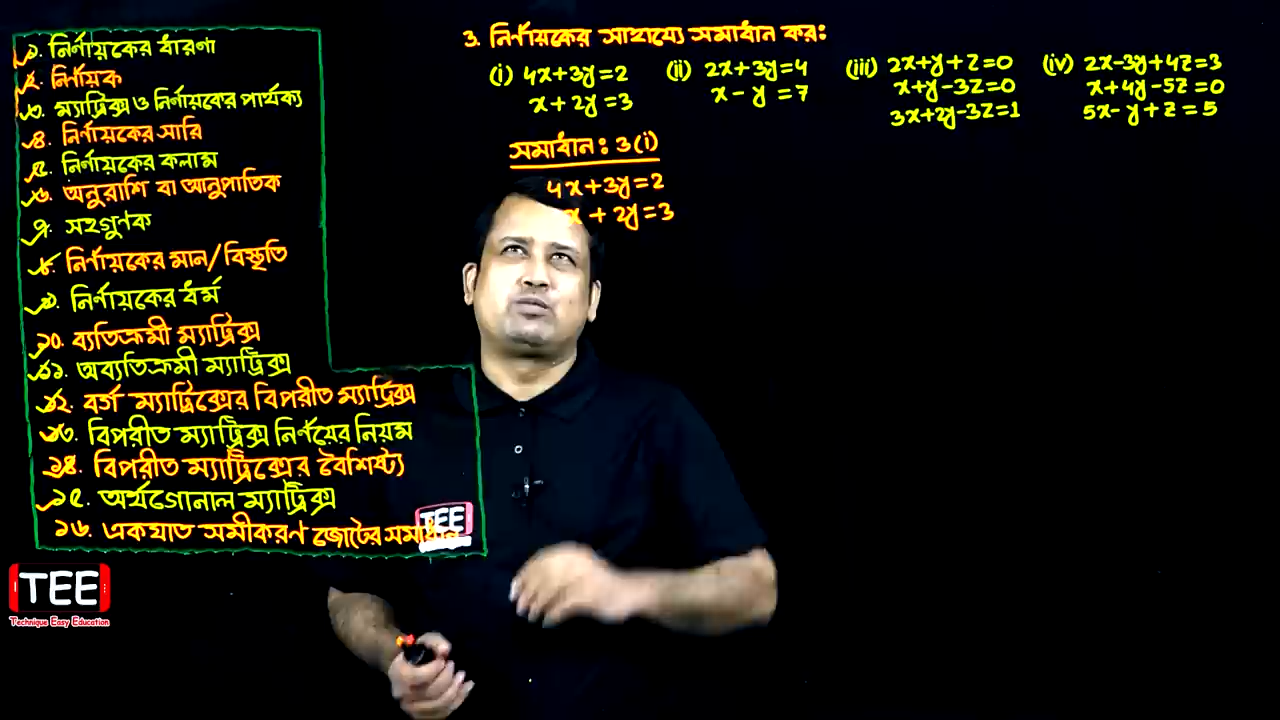 ১. নির্ণায়কের ধারণা
২. নির্ণায়ক
৩. ম্যাট্রিক্স ও নির্ণায়কের পার্থক্য
৪. নির্ণায়কের সারি
৫. নির্ণায়কের কলাম
৬. অনুরাশি বা আনুপাতিক
৭. সহগুণক
৮. নির্ণায়কের মান/বিস্তৃতি
৯. নির্ণায়কের ধর্ম
১০. ব্যতিক্রমী ম্যাট্রিক্স
১১. অব্যতিক্রমী ম্যাট্রিক্স
১২. বর্গ ম্যাট্রিক্সের বিপরীত ম্যাট্রিক্স
১৩. বিপরীত ম্যাট্রিক্স নির্ণয়ের নিয়ম
১৪. বিপরীত ম্যাট্রিক্সের বৈশিষ্ট্য
১৫. অর্থগোনাল ম্যাট্রিক্স
১৬. একঘাত সমীকরণ জোটের সমাধান
TEE
TEE
Technique Easy Education
3. নির্ণায়কের সাহায্যে সমাধান কর:
(i) 4x+3y=2 (ii) 2x+3y=4 (iii) 2x+y+z=0 (iv) 2x-3y+4z=3
x+2y=3 x-y=7 x+y-3z=0 x+4y-5z=0
3x+2y-3z=1 5x-y+z=5
সমাধান: 3(i)
4x+3y=2
x+2y=3